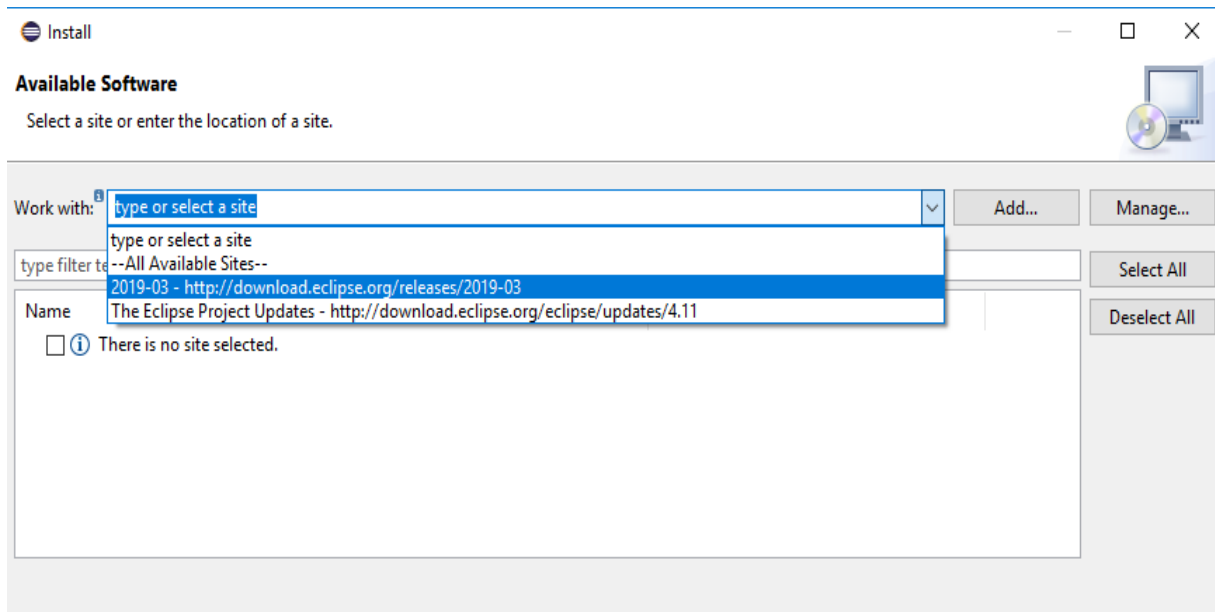 Install
Available Software
Select a site or enter the location of a site.
Work with: type or select a site Add... Manage...
type or select a site
type filter te --All Available Sites-- Select All
2019-03 - http://download.eclipse.org/releases/2019-03
Name The Eclipse Project Updates - http://download.eclipse.org/eclipse/updates/4.11 Deselect All
There is no site selected.